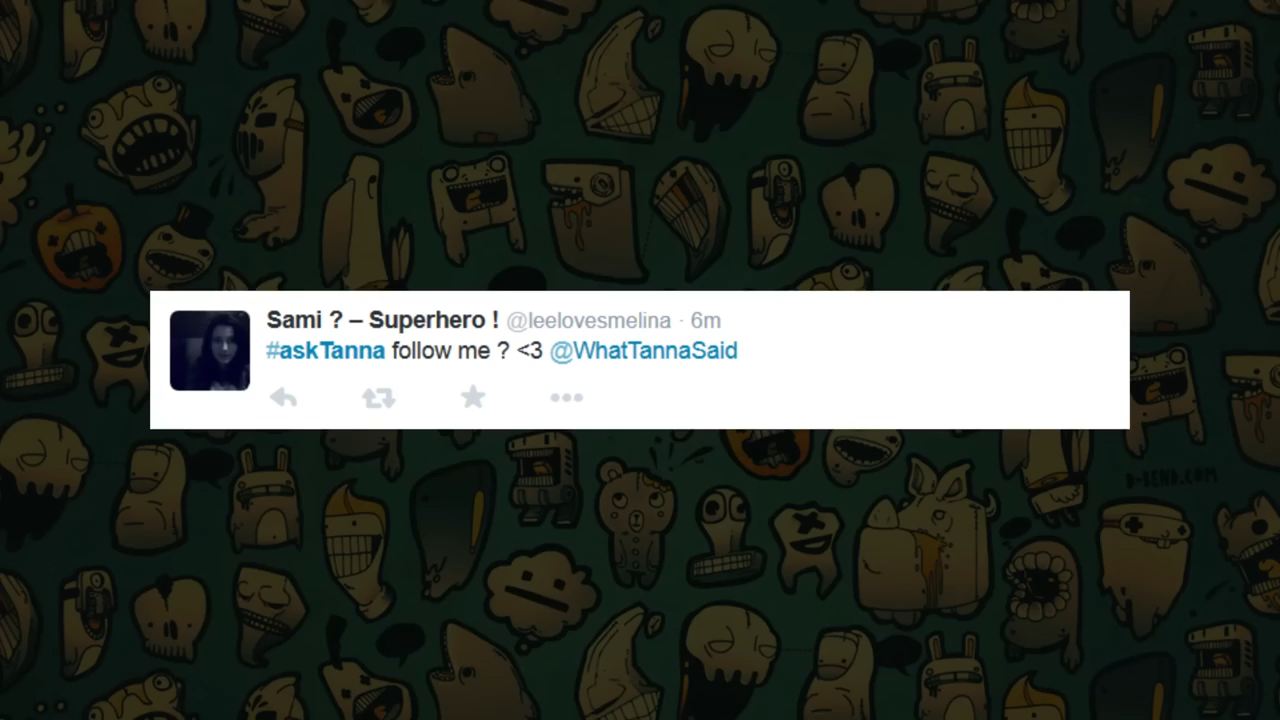 Sami ? – Superhero ! @leelovesmelina · 6m
#askTanna follow me ? <3 @WhatTannaSaid